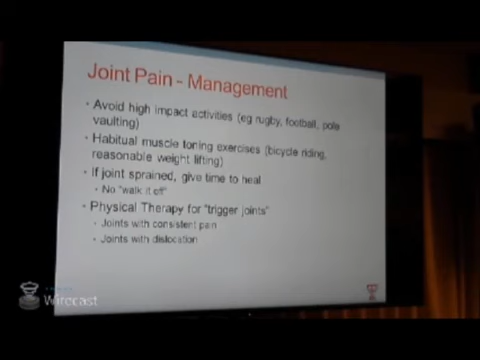 Joint Pain - Management
• Avoid high impact activities (eg rugby, football, pole
vaulting)
• Habitual muscle toning exercises (bicycle riding,
reasonable weight lifting)
• If joint sprained, give time to heal
• No "walk it off"
• Physical Therapy for "trigger joints"
• Joints with consistent pain
• Joints with dislocation
Wirecast